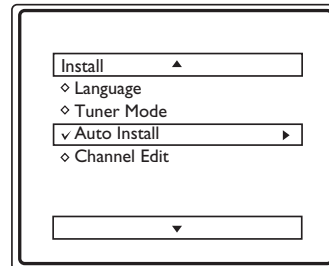 Install
Language
Tuner Mode
Auto Install
Channel Edit